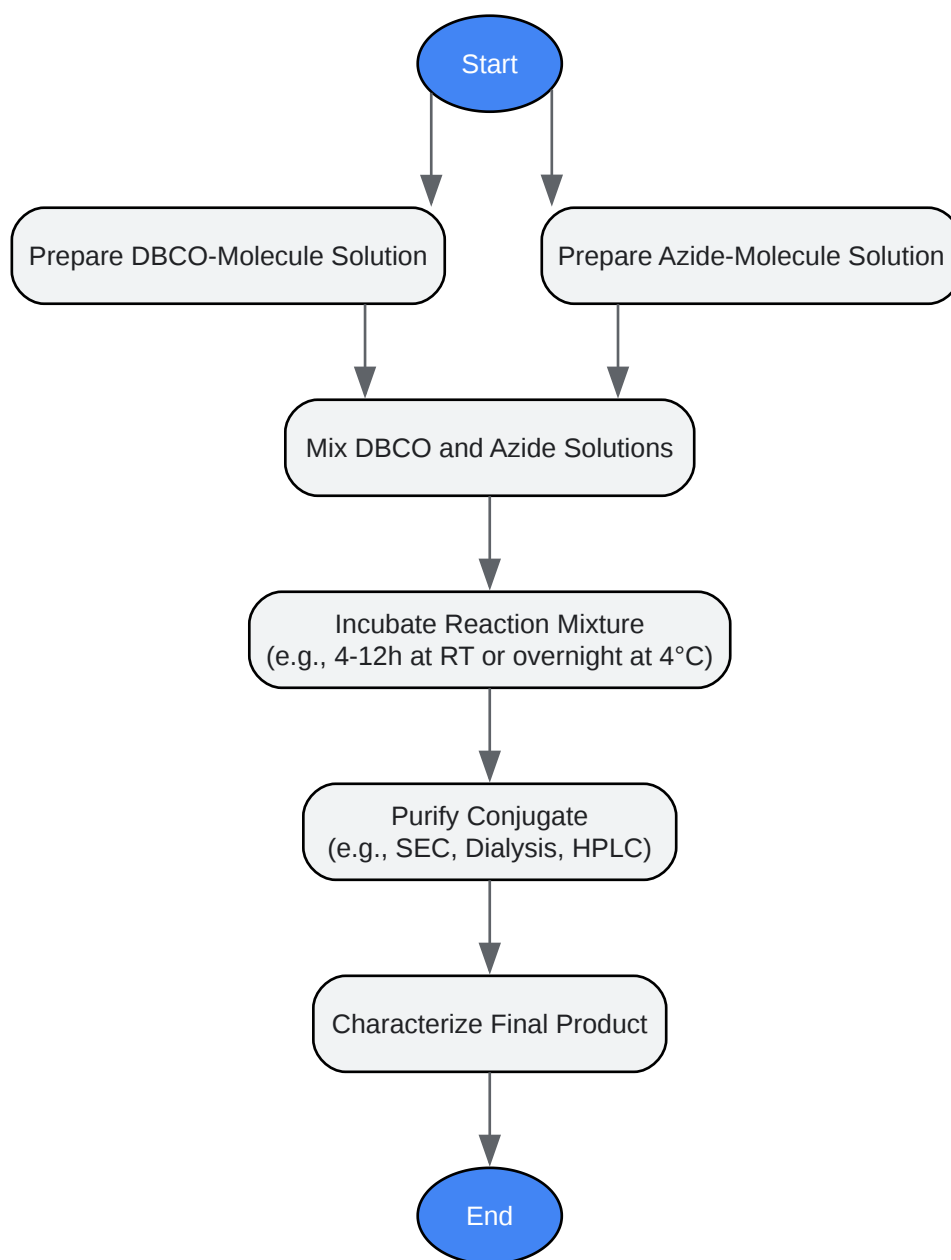 Start
Prepare DBCO-Molecule Solution
Prepare Azide-Molecule Solution
Mix DBCO and Azide Solutions
Incubate Reaction Mixture
(e.g., 4-12h at RT or overnight at 4°C)
Purify Conjugate
(e.g., SEC, Dialysis, HPLC)
Characterize Final Product
End